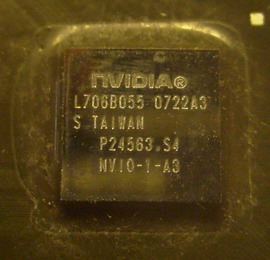 nVIDIA®
L706B055 0722A3
S TAIWAN
P24563.S4
NVIO-1-A3